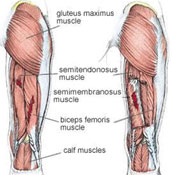 gluteus maximus
muscle
semitendonosus
muscle
semimembranosus
muscle
biceps femoris
muscle
calf muscles